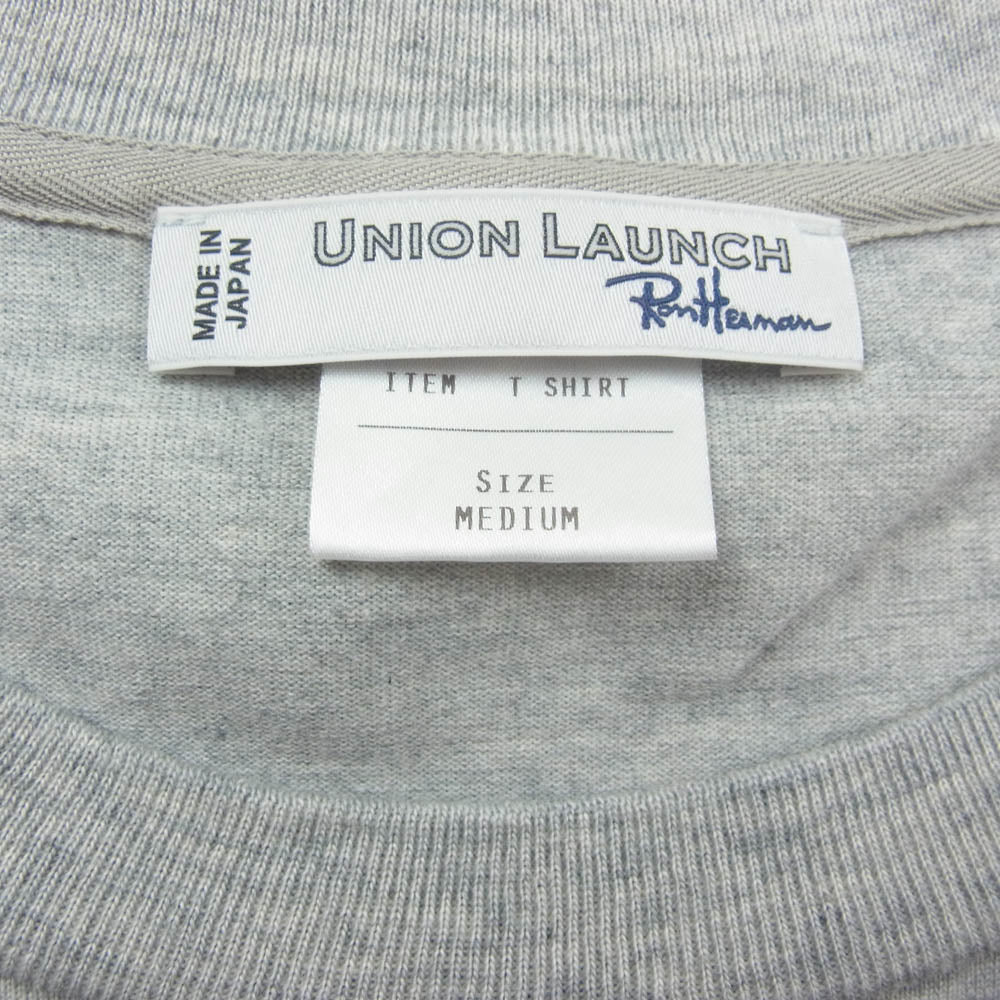 MADE IN
JAPAN
UNION LAUNCH
Ron Herman
ITEM T SHIRT
SIZE
MEDIUM